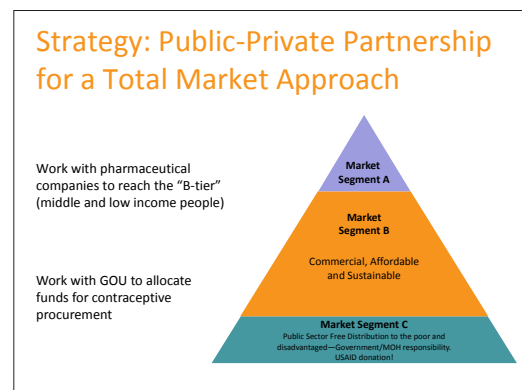 Strategy: Public-Private Partnership
for a Total Market Approach
Work with pharmaceutical
companies to reach the “B-tier”
(middle and low income people)
Work with GOU to allocate
funds for contraceptive
procurement
Market
Segment A
Market
Segment B
Commercial, Affordable
and Sustainable
Market Segment C
Public Sector Free Distribution to the poor and
disadvantaged—Government/MOH responsibility.
USAID donation!